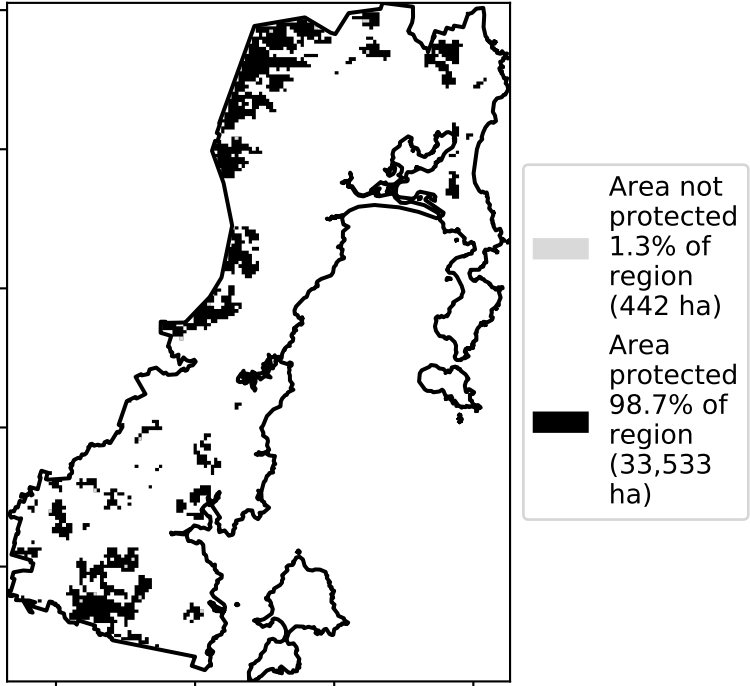 Area not
protected
1.3% of
region
(442 ha)
Area
protected
98.7% of
region
(33,533
ha)